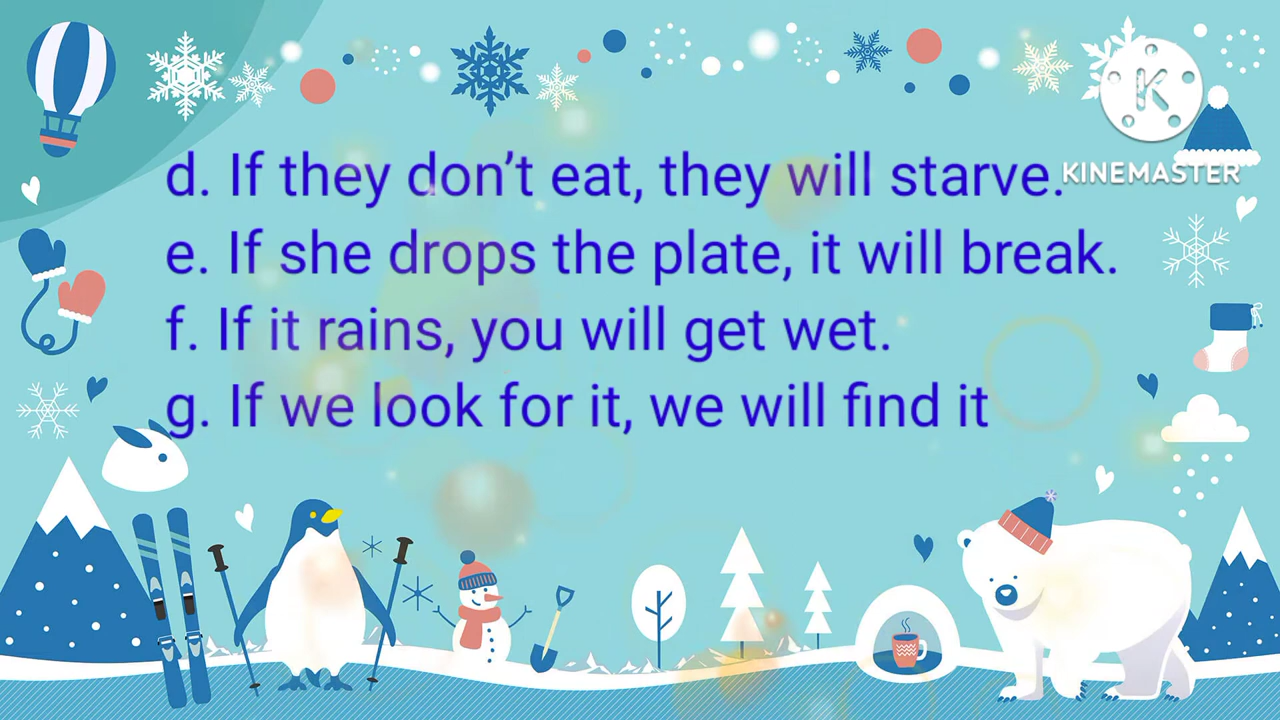 d. If they don’t eat, they will starve.
KINEMASTER
e. If she drops the plate, it will break.
f. If it rains, you will get wet.
g. If we look for it, we will find it